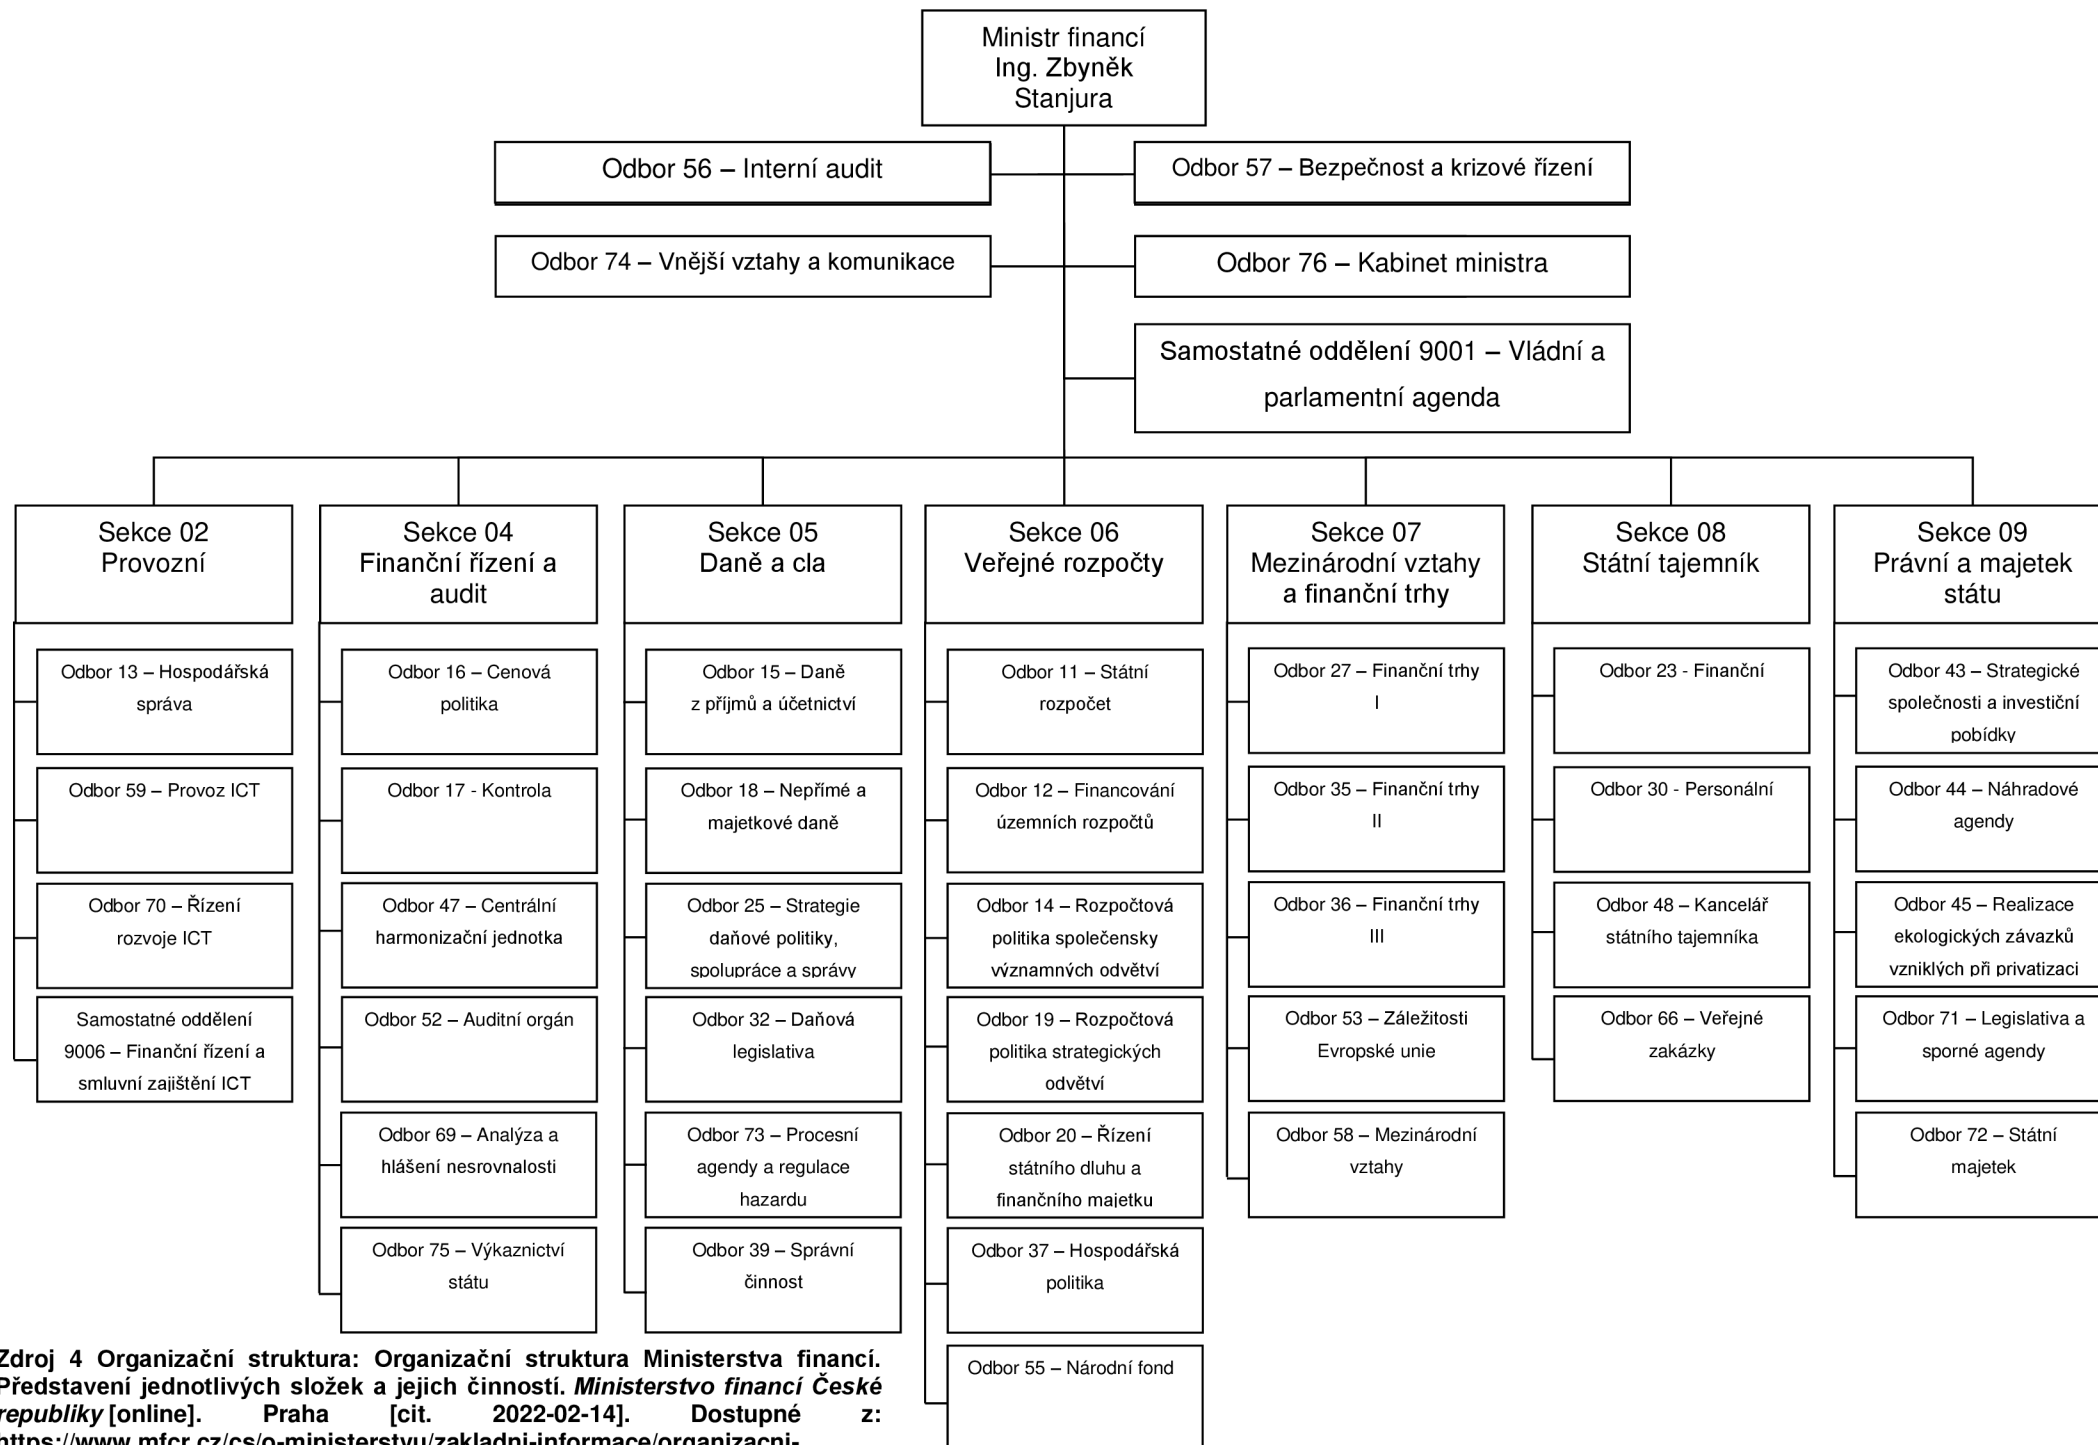 Ministr financí
Ing. Zbyněk
Stanjura
Odbor 56 – Interní audit
Odbor 57 – Bezpečnost a krizové řízení
Odbor 74 – Vnější vztahy a komunikace
Odbor 76 – Kabinet ministra
Samostatné oddělení 9001 – Vládní a
parlamentní agenda
Sekce 02
Provozní
Odbor 13 – Hospodářská
správa
Odbor 59 – Provoz ICT
Odbor 70 – Řízení
rozvoje ICT
Samostatné oddělení
9006 – Finanční řízení a
smluvní zajištění ICT
Sekce 04
Finanční řízení a
audit
Odbor 16 – Cenová
politika
Odbor 17 - Kontrola
Odbor 47 – Centrální
harmonizační jednotka
Odbor 52 – Auditní orgán
Odbor 69 – Analýza a
hlášení nesrovnalosti
Odbor 75 – Výkaznictví
státu
Sekce 05
Daně a cla
Odbor 15 – Daně
z příjmů a účetnictví
Odbor 18 – Nepřímé a
majetkové daně
Odbor 25 – Strategie
daňové politiky,
spolupráce a správy
Odbor 32 – Daňová
legislativa
Odbor 73 – Procesní
agendy a regulace
hazardu
Odbor 39 – Správní
činnost
Sekce 06
Veřejné rozpočty
Odbor 11 – Státní
rozpočet
Odbor 12 – Financování
územních rozpočtů
Odbor 14 – Rozpočtová
politika společensky
významných odvětví
Odbor 19 – Rozpočtová
politika strategických
odvětví
Odbor 20 – Řízení
státního dluhu a
finančního majetku
Odbor 37 – Hospodářská
politika
Odbor 55 – Národní fond
Sekce 07
Mezinárodní vztahy
a finanční trhy
Odbor 27 – Finanční trhy
I
Odbor 35 – Finanční trhy
II
Odbor 36 – Finanční trhy
III
Odbor 53 – Záležitosti
Evropské unie
Odbor 58 – Mezinárodní
vztahy
Sekce 08
Státní tajemník
Odbor 23 - Finanční
Odbor 30 - Personální
Odbor 48 – Kancelář
státního tajemníka
Odbor 66 – Veřejné
zakázky
Sekce 09
Právní a majetek
státu
Odbor 43 – Strategické
společnosti a investiční
pobídky
Odbor 44 – Náhradové
agendy
Odbor 45 – Realizace
ekologických závazků
vzniklých při privatizaci
Odbor 71 – Legislativa a
sporné agendy
Odbor 72 – Státní
majetek
Zdroj 4 Organizační struktura: Organizační struktura Ministerstva financí.
Představení jednotlivých složek a jejich činností. Ministerstvo financí České
republiky [online]. Praha [cit. 2022-02-14]. Dostupné z:
https://www.mfcr.cz/cs/o-ministerstvu/zakladni-informace/organizacni-